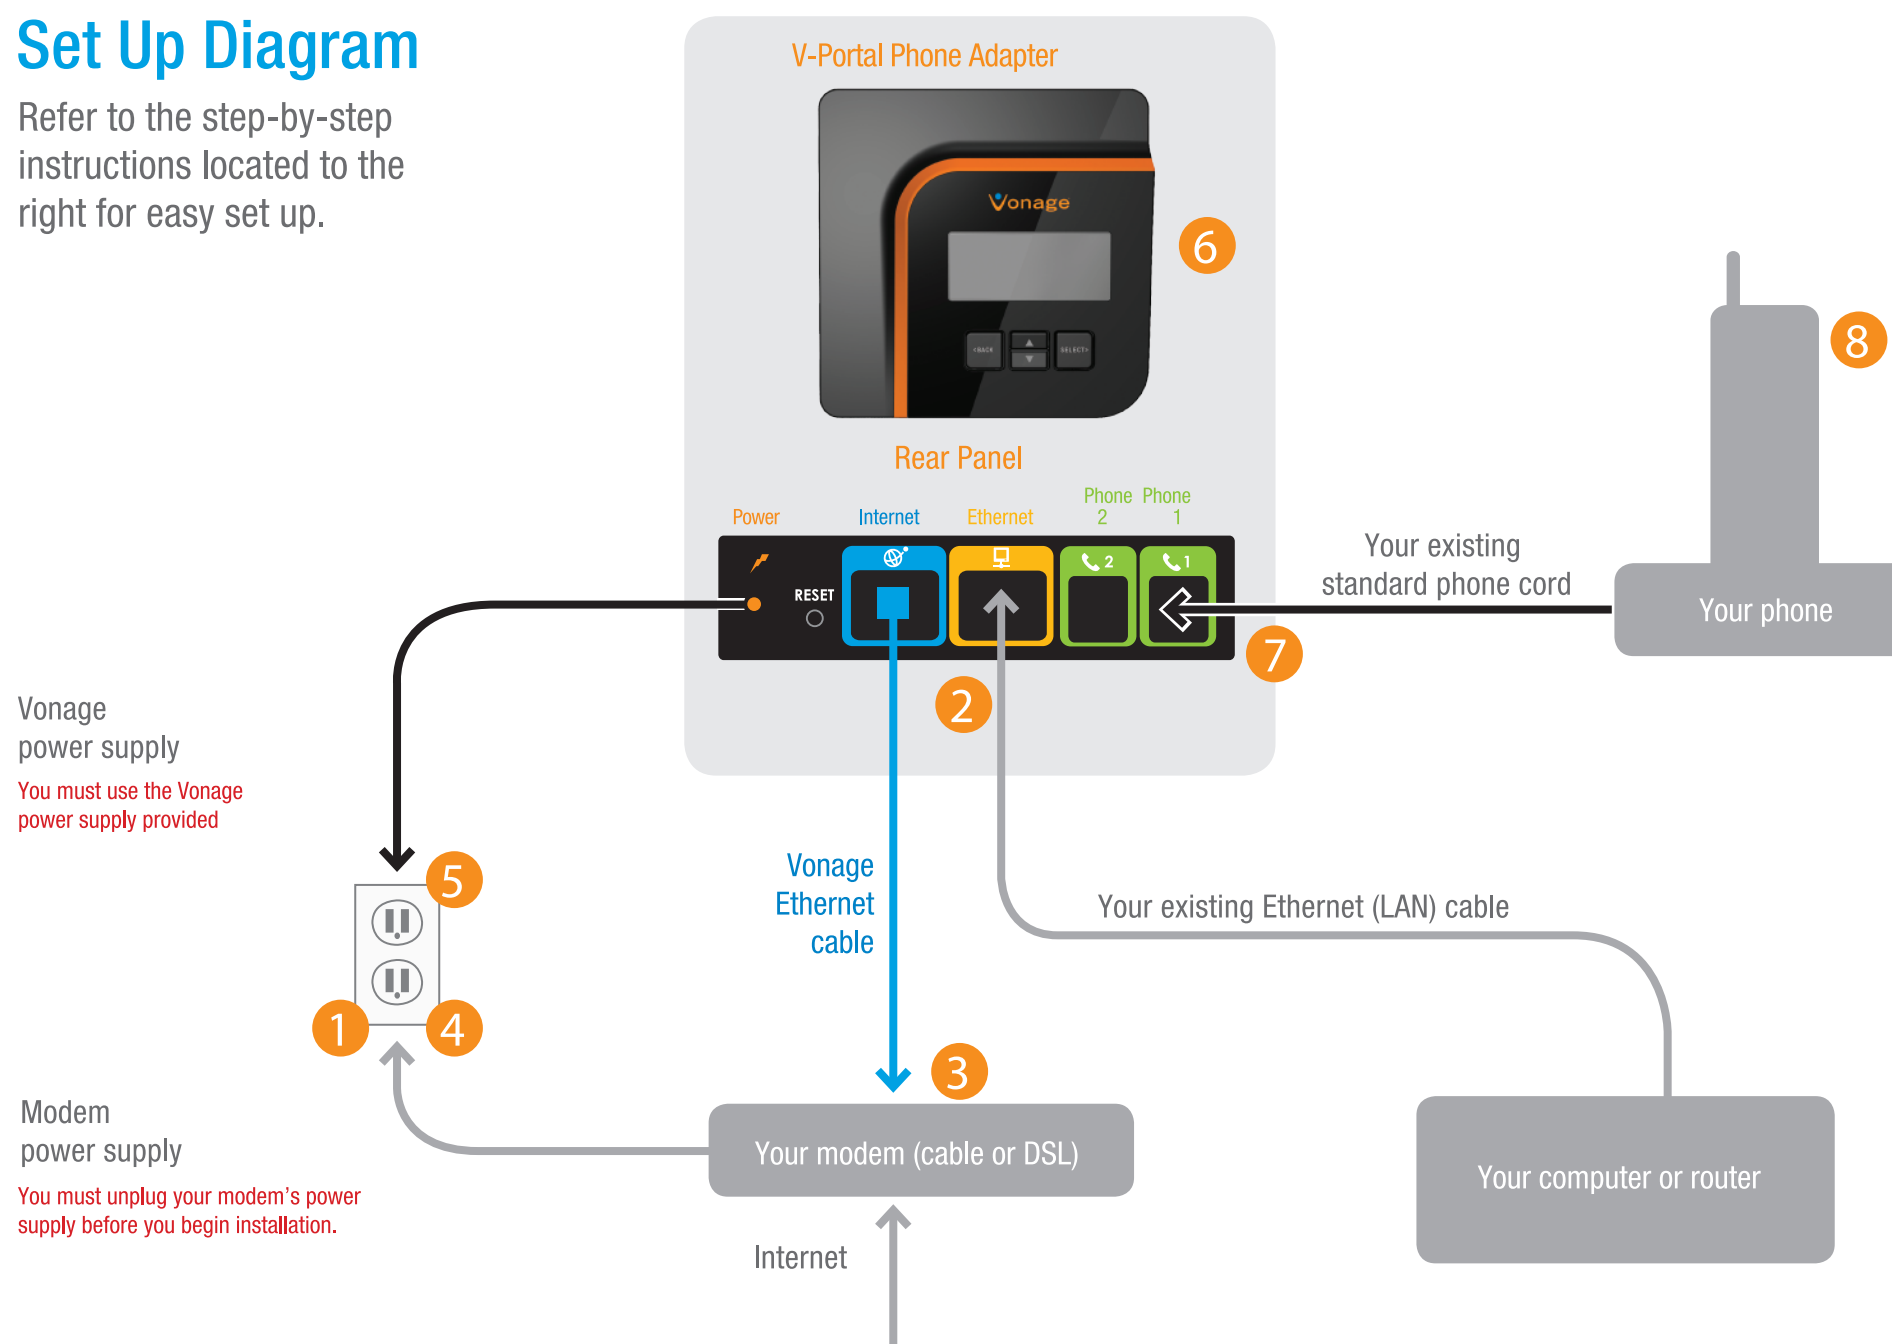 Set Up Diagram
Refer to the step-by-step
instructions located to the
right for easy set up.
V-Portal Phone Adapter
Vonage
6
<BACK
SELECT>
8
Rear Panel
Power
Internet
Ethernet
Phone
2
Phone
1
RESET
2
1
7
2
Your existing
standard phone cord
Your phone
Vonage
power supply
You must use the Vonage
power supply provided
5
1
4
Vonage
Ethernet
cable
Your existing Ethernet (LAN) cable
3
Modem
power supply
You must unplug your modem's power
supply before you begin installation.
Your modem (cable or DSL)
Internet
Your computer or router